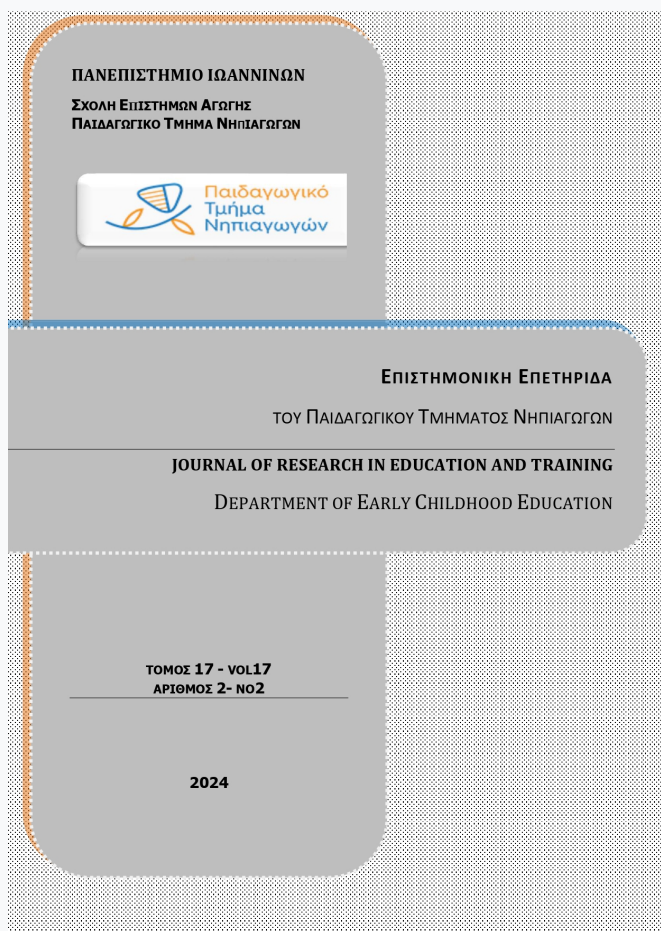 ΠΑΝΕΠΙΣΤΗΜΙΟ ΙΩΑΝΝΙΝΩΝ
ΣΧΟΛΗ ΕΠΙΣΤΗΜΩΝ ΑΓΩΓΗΣ
ΠΑΙΔΑΓΩΓΙΚΟ ΤΜΗΜΑ ΝΗΠΙΑΓΩΓΩΝ
Παιδαγωγικό
Τμήμα
Νηπιαγωγών
ΕΠΙΣΤΗΜΟΝΙΚΗ ΕΠΕΤΗΡΙΔΑ
ΤΟΥ ΠΑΙΔΑΓΩΓΙΚΟΥ ΤΜΗΜΑΤΟΣ ΝΗΠΙΑΓΩΓΩΝ
JOURNAL OF RESEARCH IN EDUCATION AND TRAINING
DEPARTMENT OF EARLY CHILDHOOD EDUCATION
ΤΟΜΟΣ 17 - VOL17
ΑΡΙΘΜΟΣ 2- NO2
2024